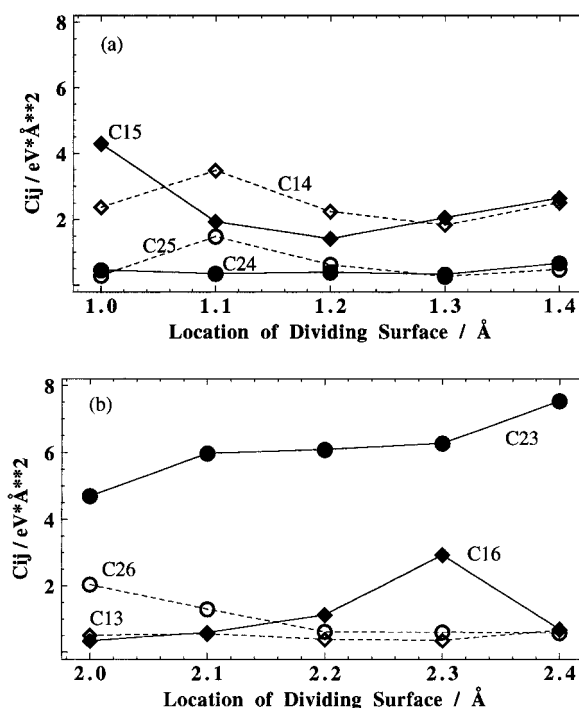 (a)
8
6
4
2
Cij / eV*Å**2
C15
C14
C25
C24
1.0 1.1 1.2 1.3 1.4
Location of Dividing Surface / Å
(b)
8
6
4
2
Cij / eV*Å**2
C23
C26
C16
C13
2.0 2.1 2.2 2.3 2.4
Location of Dividing Surface / Å